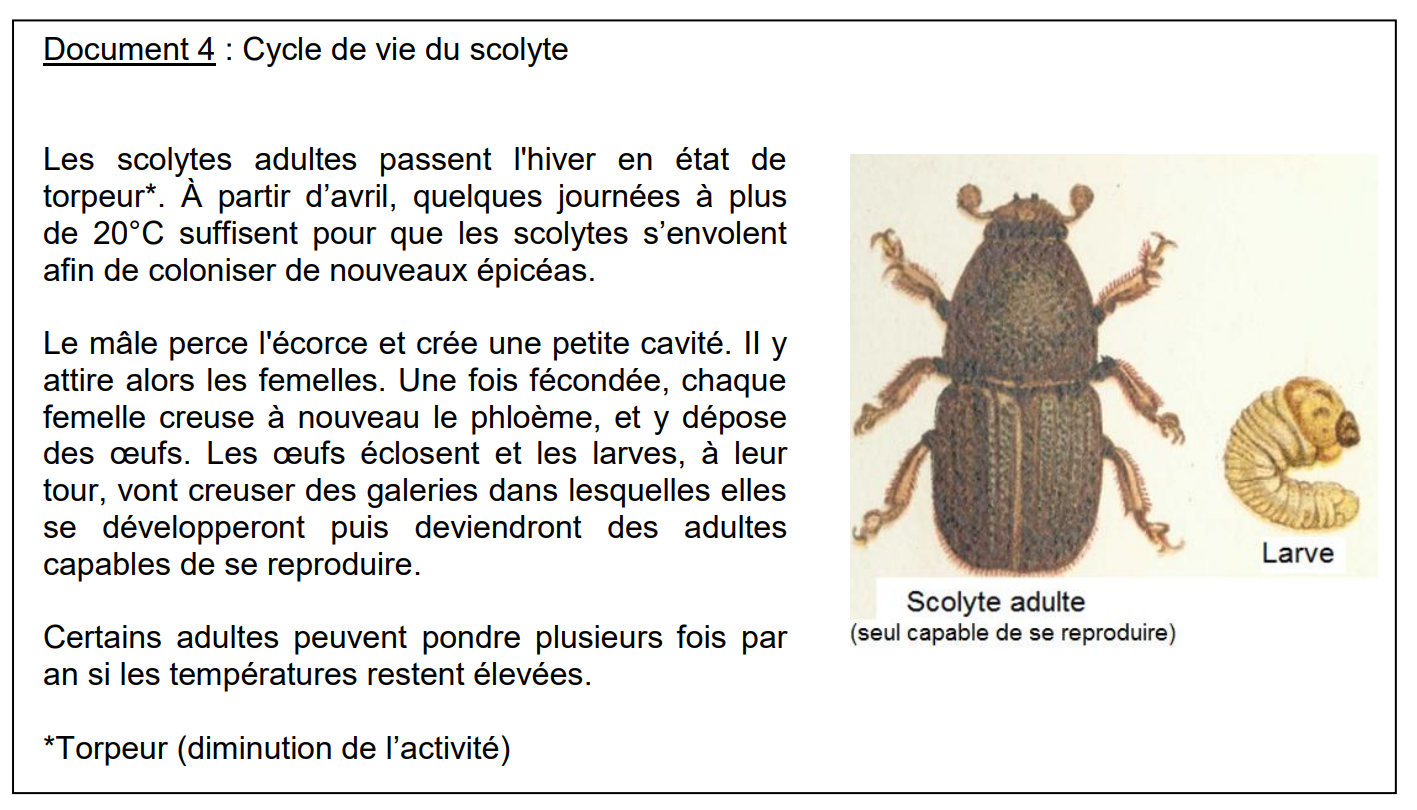 Document 4 : Cycle de vie du scolyte
Les scolytes adultes passent l'hiver en état de
torpeur*. À partir d’avril, quelques journées à plus
de 20°C suffisent pour que les scolytes s’envolent
afin de coloniser de nouveaux épicéas.
Le mâle perce l'écorce et crée une petite cavité. II y
attire alors les femelles. Une fois fécondée, chaque
femelle creuse à nouveau le phloème, et y dépose
des œufs. Les œufs éclosent et les larves, à leur
tour, vont creuser des galeries dans lesquelles elles
se développeront puis deviendront des adultes
capables de se reproduire.
Certains adultes peuvent pondre plusieurs fois par
an si les températures restent élevées.
*Torpeur (diminution de l’activité)
Larve
Scolyte adulte
(seul capable de se reproduire)